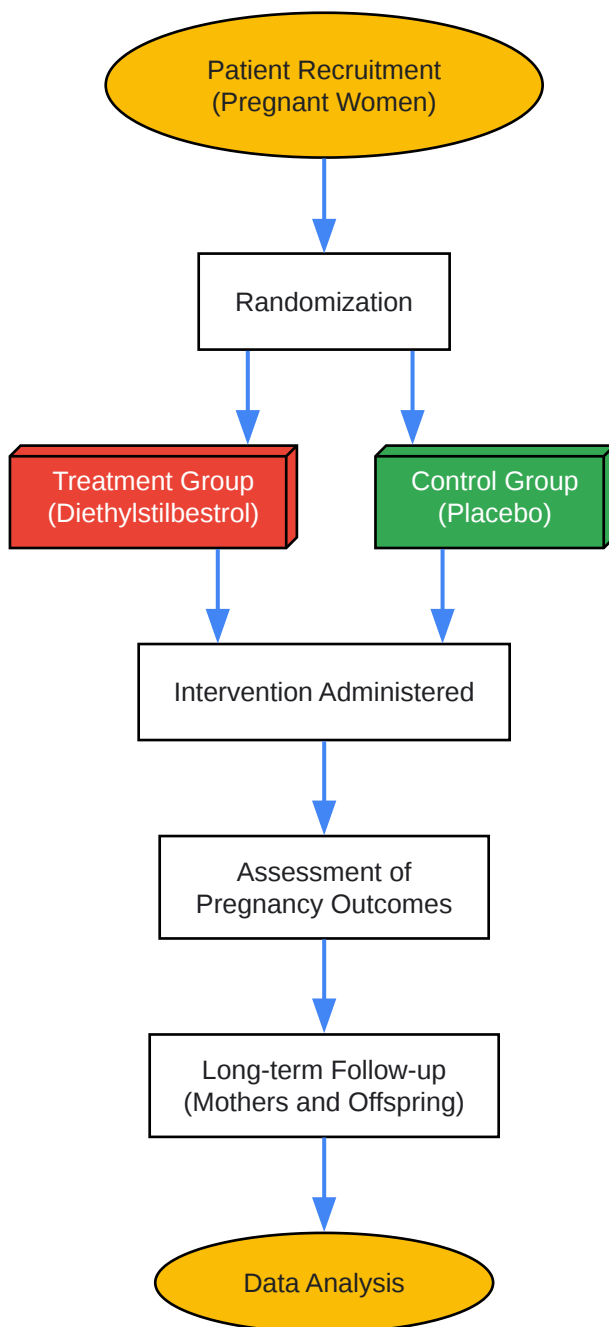 Patient Recruitment
(Pregnant Women)
Randomization
Treatment Group
(Diethylstilbestrol)
Control Group
(Placebo)
Intervention Administered
Assessment of
Pregnancy Outcomes
Long-term Follow-up
(Mothers and Offspring)
Data Analysis